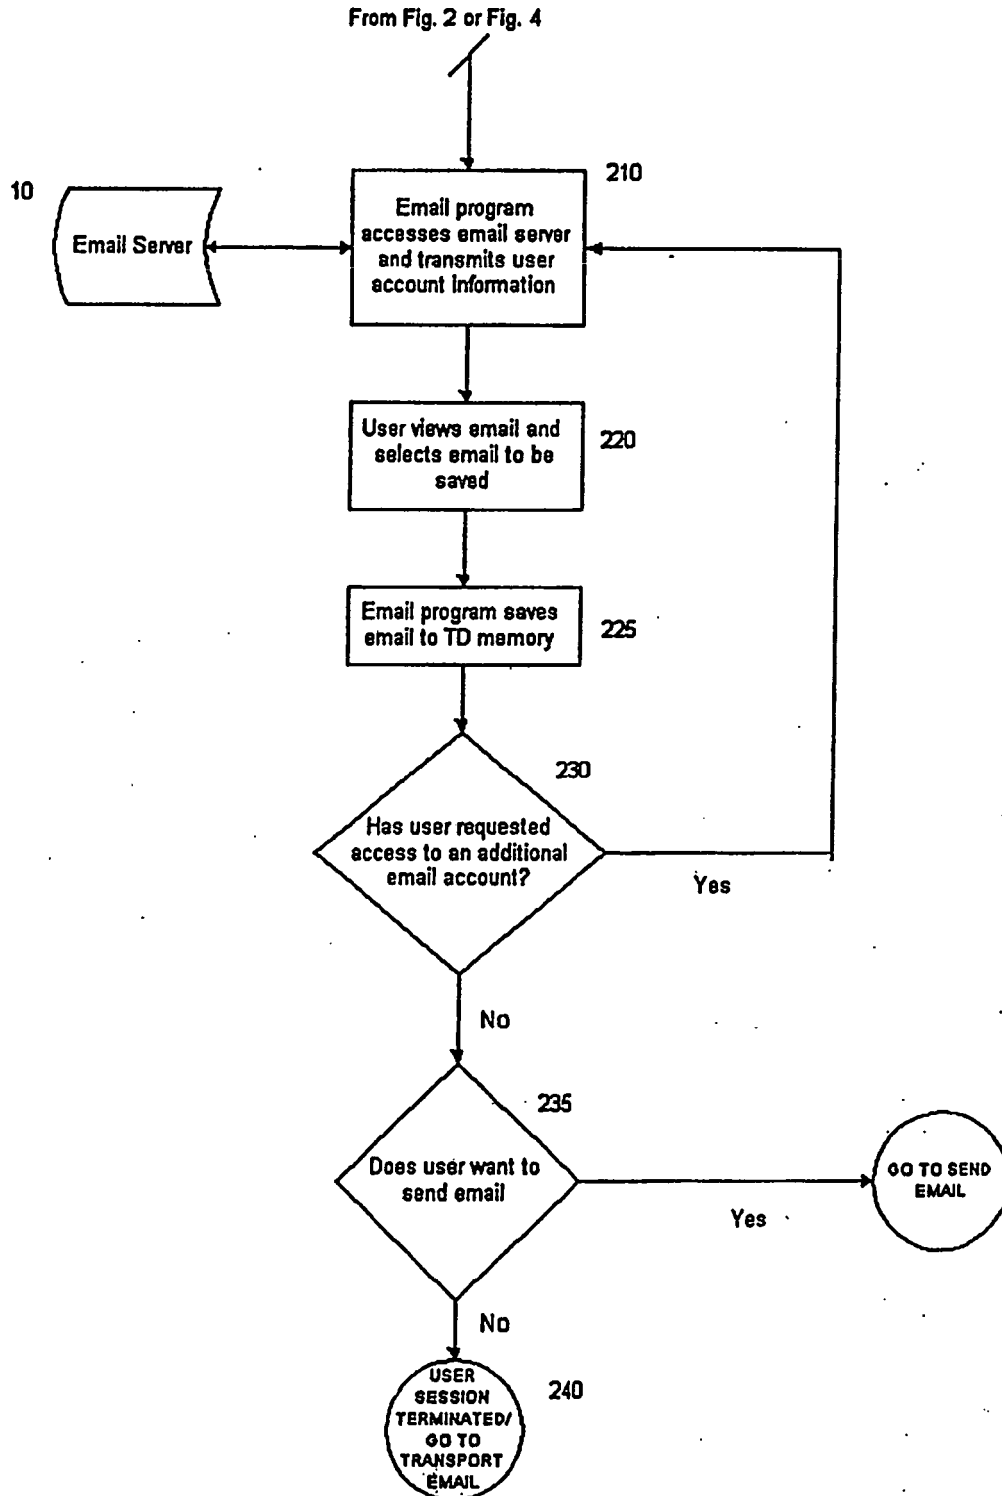 From Fig. 2 or Fig. 4
210
10
Email program
accesses email server
and transmits user
account information
Email Server
User views email and
selects email to be
saved
220
Email program saves
email to TD memory
225
230
Has user requested
access to an additional
email account?
Yes
No
235
Does user want to
send email
GO TO SEND
EMAIL
Yes
No
USER
SESSION
TERMINATED/
GO TO
TRANSPORT
EMAIL
240